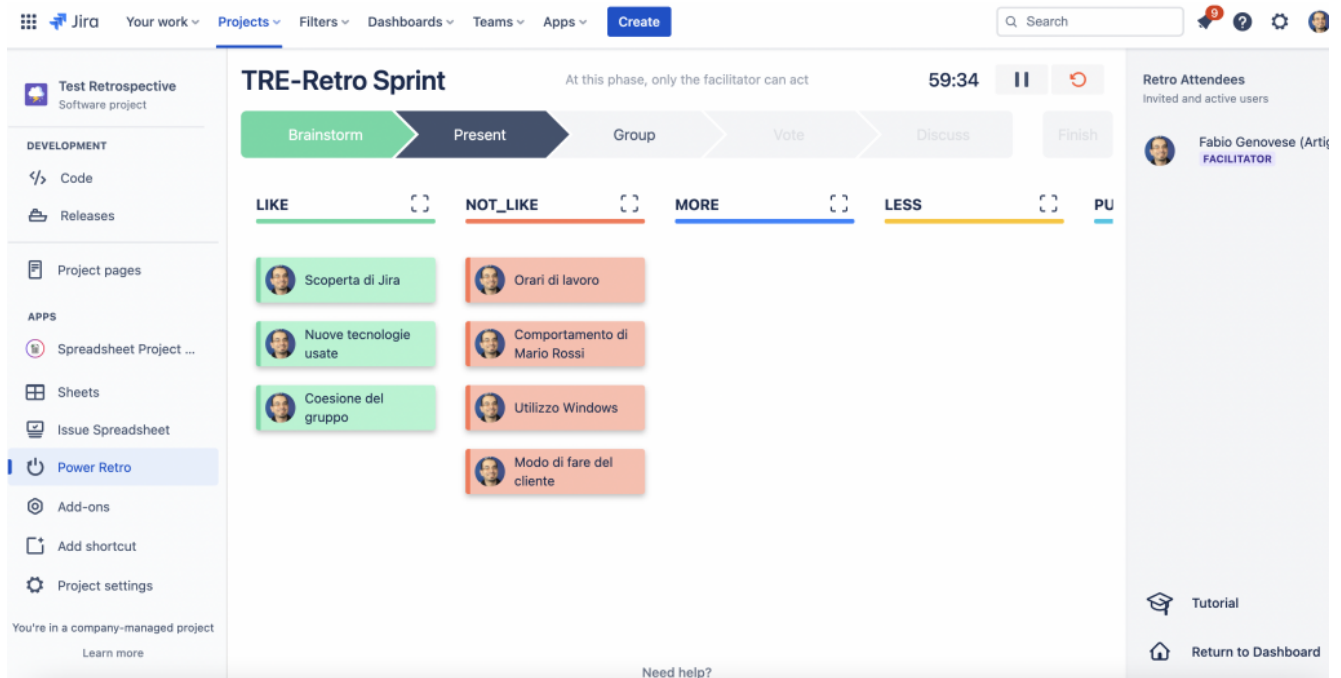 Jira
Your work
Projects
Filters
Dashboards
Teams
Apps
Create
Search
9
Test Retrospective
Software project
DEVELOPMENT
Code
Releases
Project pages
APPS
Spreadsheet Project ...
Sheets
Issue Spreadsheet
Power Retro
Add-ons
Add shortcut
Project settings
You're in a company-managed project
Learn more
TRE-Retro Sprint
At this phase, only the facilitator can act
59:34
Brainstorm
Present
Group
Vote
Discuss
Finish
LIKE
NOT_LIKE
MORE
LESS
PU
Scoperta di Jira
Nuove tecnologie
usate
Coesione del
gruppo
Orari di lavoro
Comportamento di
Mario Rossi
Utilizzo Windows
Modo di fare del
cliente
Need help?
Retro Attendees
Invited and active users
Fabio Genovese (Artig
FACILITATOR
Tutorial
Return to Dashboard